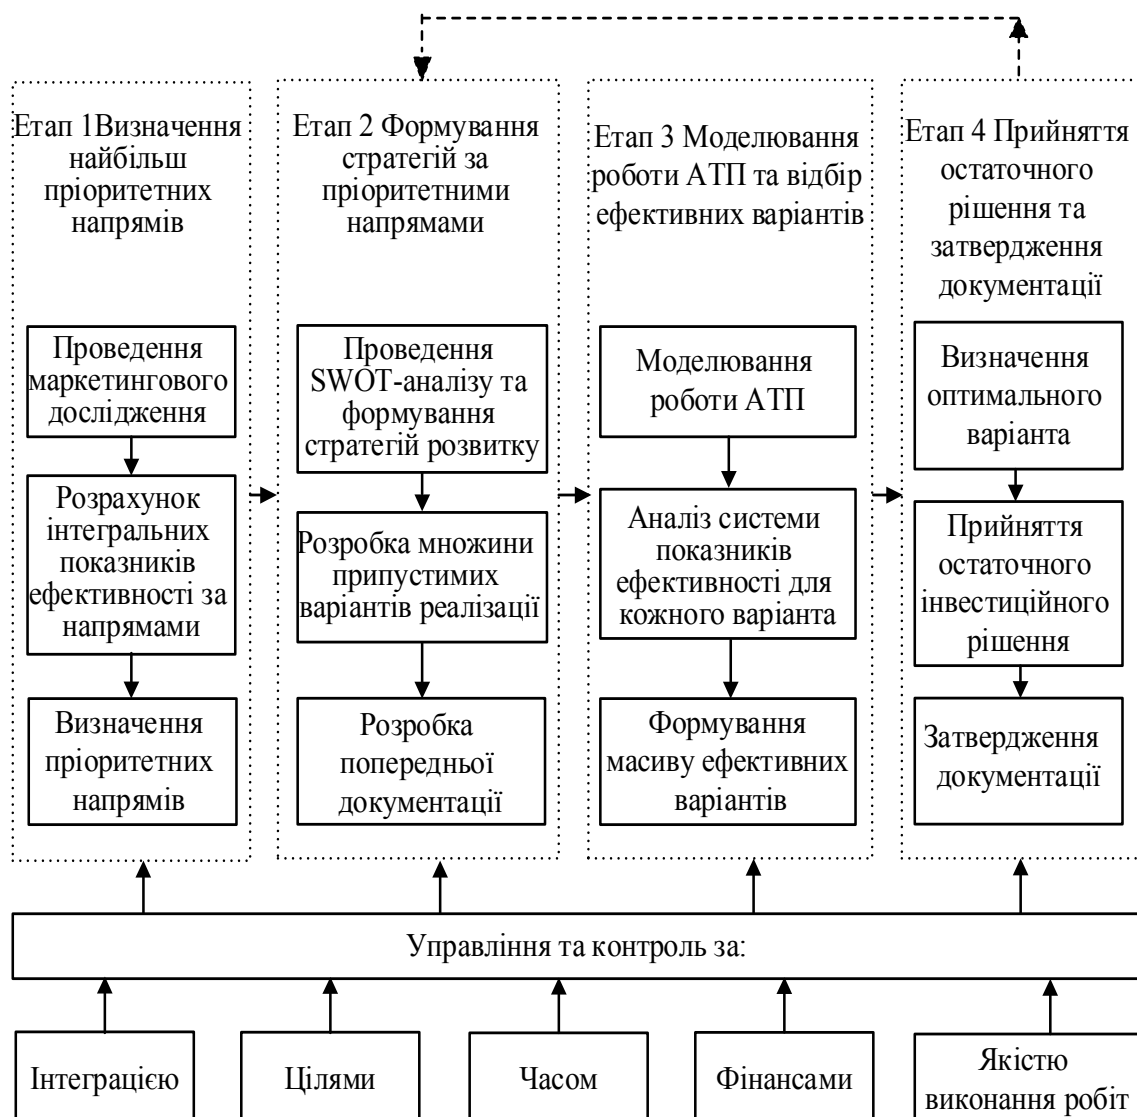 Етап 1Визначення
найбільш
пріоритетних
напрямів
Проведення
маркетингового
дослідження
Розрахунок
інтегральних
показників
ефективності за
напрямами
Визначення
пріоритетних
напрямів
Етап 2 Формування
стратегій за
пріоритетними
напрямами
Проведення
SWOT-аналізу та
формування
стратегій розвитку
Розробка множини
припустимих
варіантів реалізації
Розробка
попередньої
документації
Етап 3 Моделювання
роботи АТП та відбір
ефективних варіантів
Моделювання
роботи АТП
Аналіз системи
показників
ефективності для
кожного варіанта
Формування
масиву ефективних
варіантів
Етап 4 Прийняття
остаточного
рішення та
затвердження
документації
Визначення
оптимального
варіанта
Прийняття
остаточного
інвестиційного
рішення
Затвердження
документації
Управління та контроль за:
Інтеграцією
Цілями
Часом
Фінансами
Якістю
виконання робіт